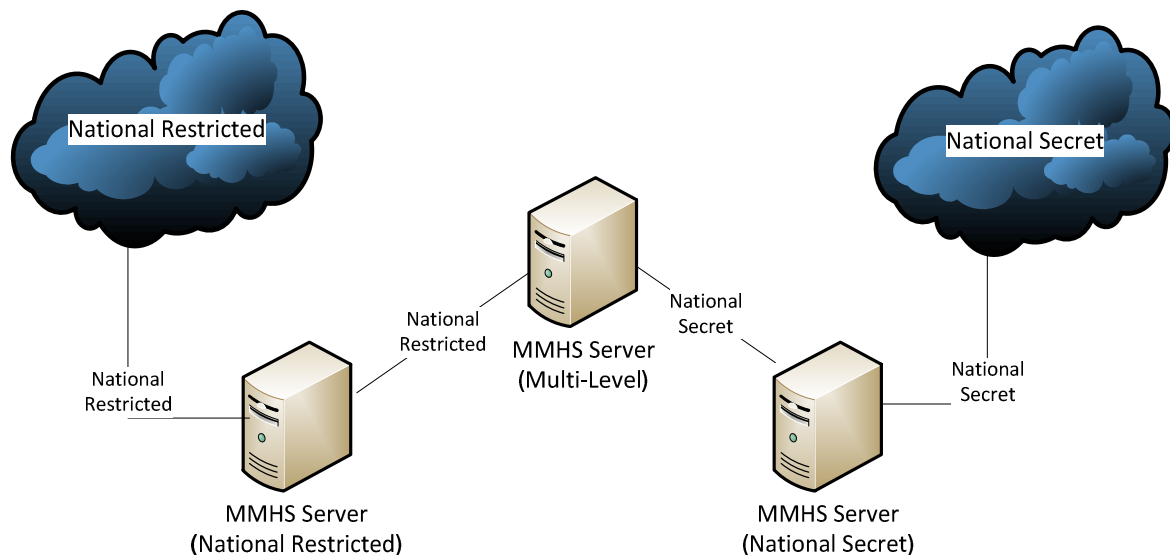 National Restricted
National Secret
National
Restricted
National
Secret
MMHS Server
(Multi-Level)
National
Restricted
National
Secret
MMHS Server
(National Restricted)
MMHS Server
(National Secret)